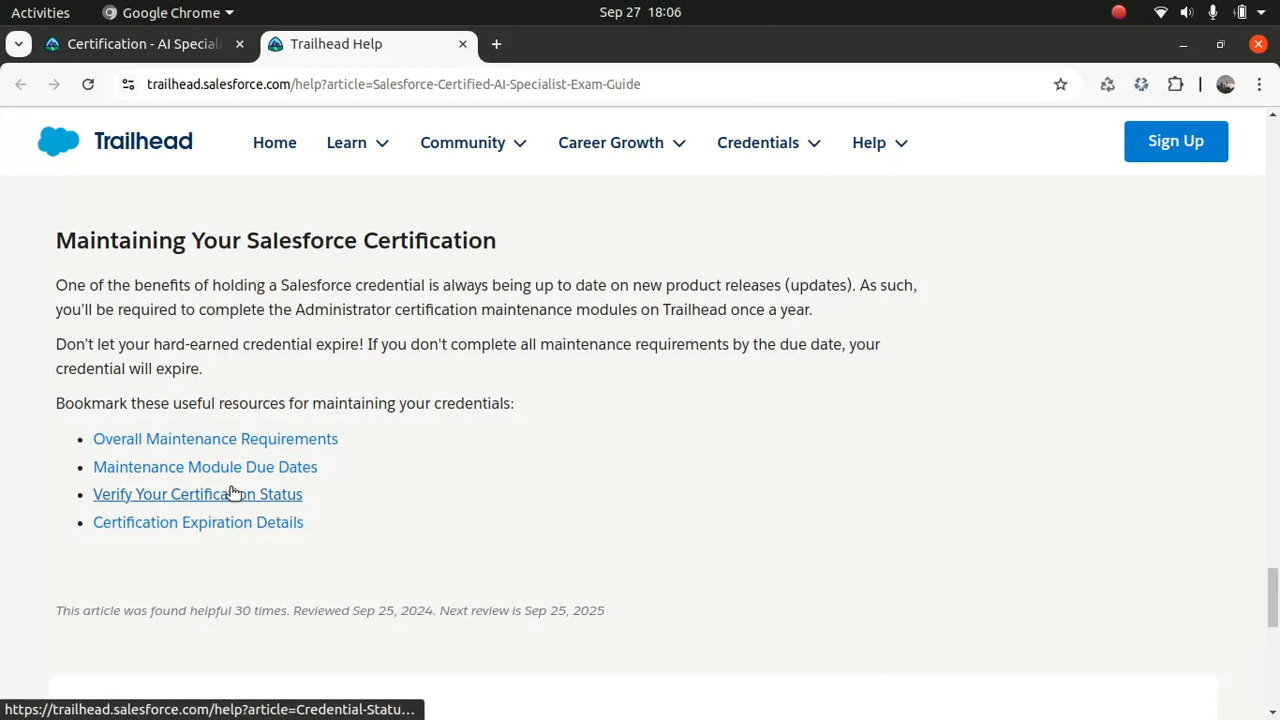 Activities
Google Chrome
Sep 27 18:06
Certification - AI Speciali
Trailhead Help
trailhead.salesforce.com/help?article=Salesforce-Certified-AI-Specialist-Exam-Guide
Trailhead
Home
Learn
Community
Career Growth
Credentials
Help
Sign Up
Maintaining Your Salesforce Certification
One of the benefits of holding a Salesforce credential is always being up to date on new product releases (updates). As such,
you’ll be required to complete the Administrator certification maintenance modules on Trailhead once a year.
Don’t let your hard-earned credential expire! If you don't complete all maintenance requirements by the due date, your
credential will expire.
Bookmark these useful resources for maintaining your credentials:
• Overall Maintenance Requirements
• Maintenance Module Due Dates
• Verify Your Certification Status
• Certification Expiration Details
This article was found helpful 30 times. Reviewed Sep 25, 2024. Next review is Sep 25, 2025
https://trailhead.salesforce.com/help?article=Credential-Statu...